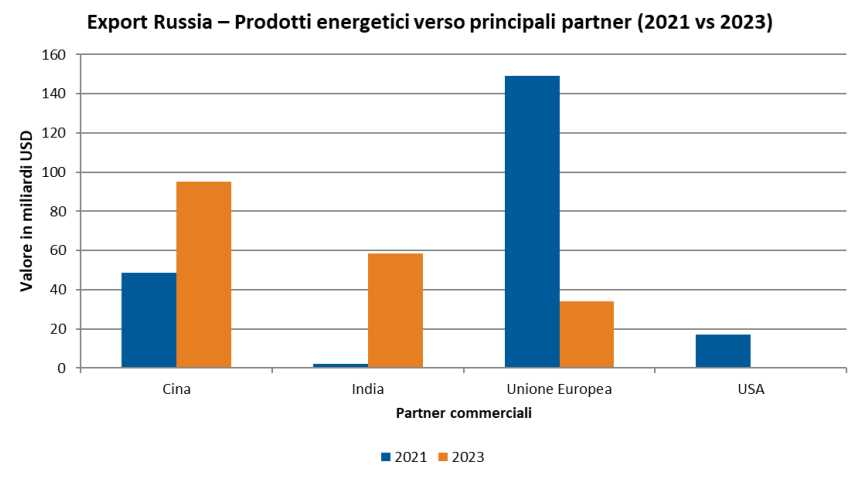 Export Russia – Prodotti energetici verso principali partner (2021 vs 2023)
Valore in miliardi USD
160
140
120
100
80
60
40
20
0
Cina India Unione Europea USA
Partner commerciali
2021 2023